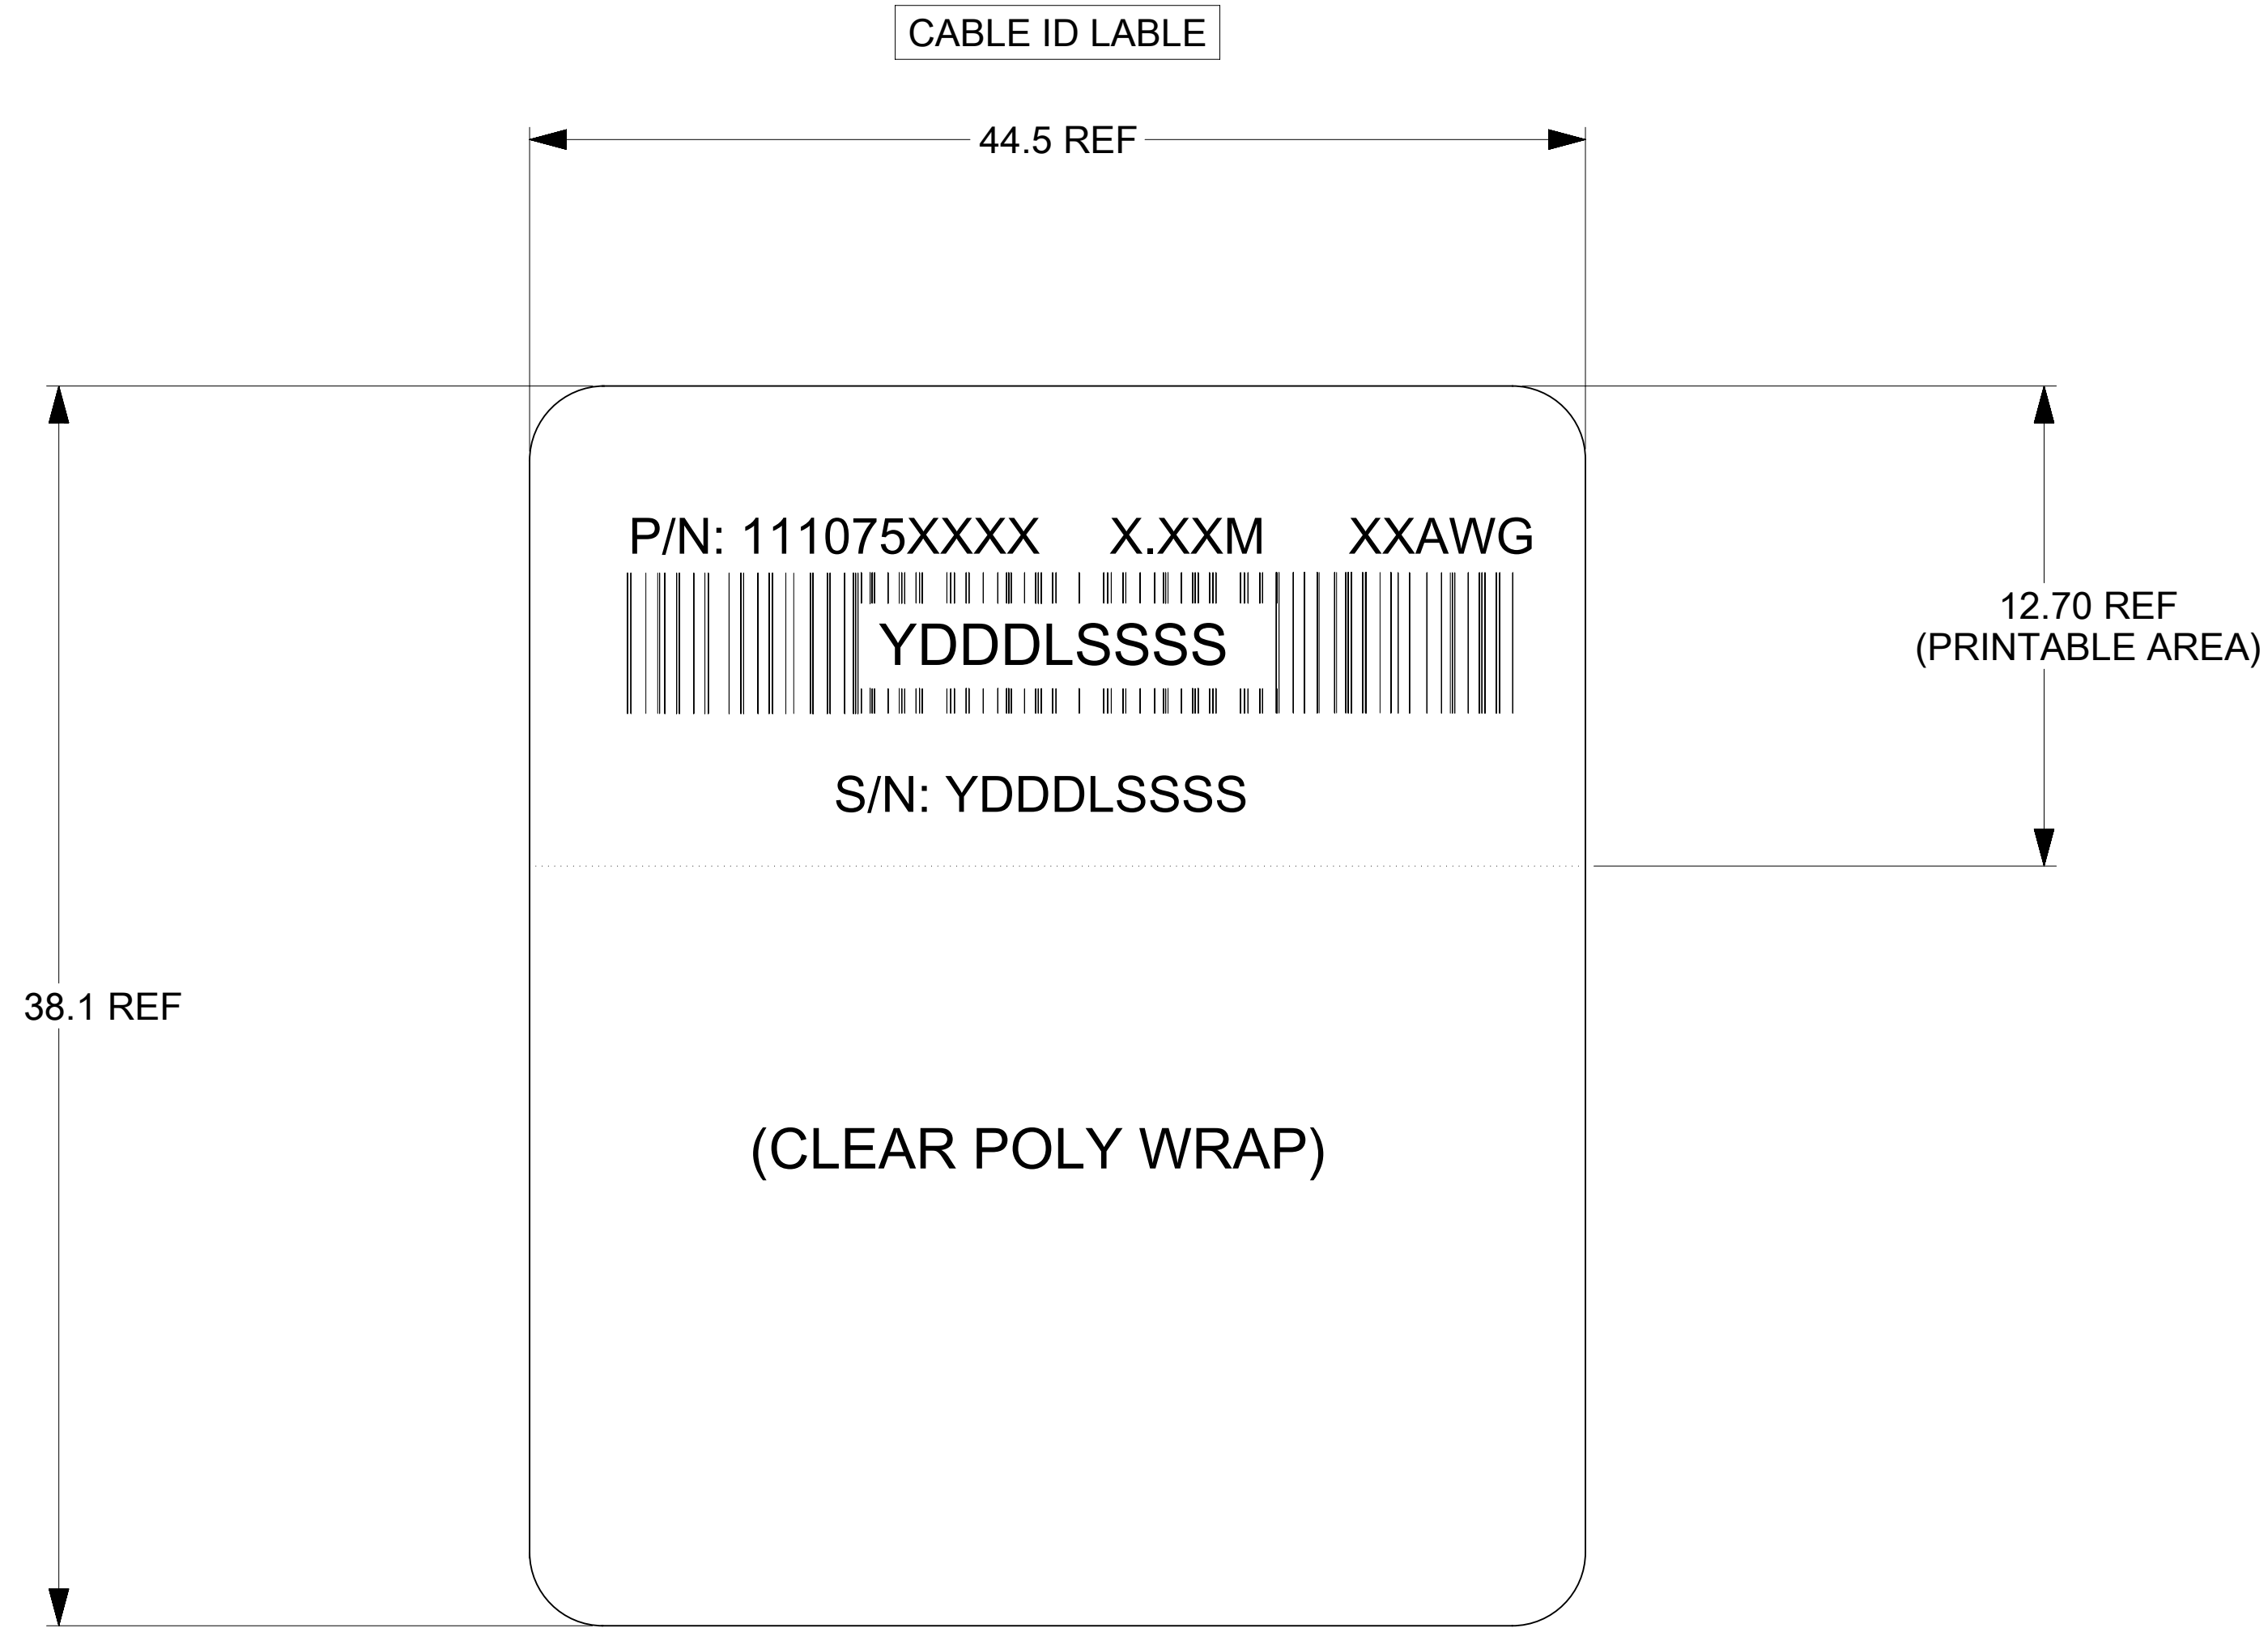 CABLE ID LABLE
44.5 REF
P/N: 111075XXXX X.XXM XXAWG
YDDDLSSSS
12.70 REF
(PRINTABLE AREA)
S/N: YDDDLSSSS
38.1 REF
(CLEAR POLY WRAP)